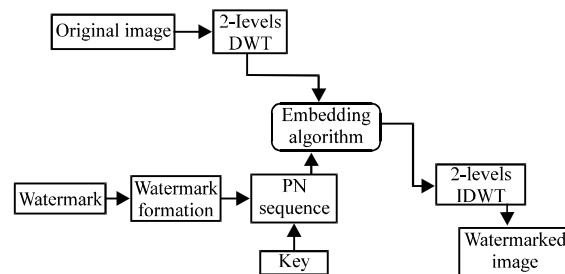 Original image
2-levels
DWT
Embedding
algorithm
Watermark
Watermark
formation
PN
sequence
Key
2-levels
IDWT
Watermarked
image